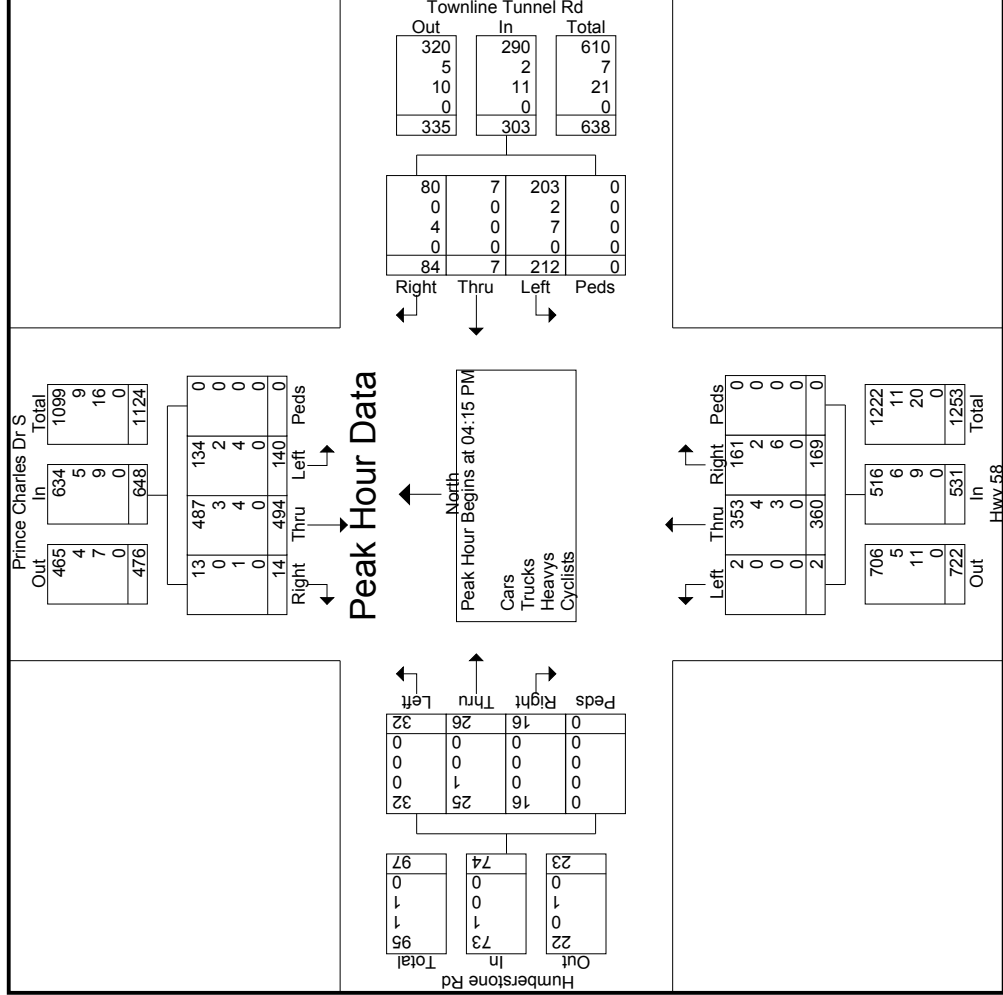 Townline Tunnel Rd
Out In Total
320 290 610
5 2 7
10 11 21
0 0 0
335 303 638
80 7 203 0
0 0 2 0
4 0 7 0
0 0 0 0
84 7 212 0
Right Thru Left Peds
Prince Charles Dr S
Out In Total
465 634 1099
4 5 9
7 9 16
0 0 0
476 648 1124
13 487 134 0
0 3 2 0
1 4 4 0
0 0 0 0
14 494 140 0
Right Thru Left Peds
Peak Hour Data
North
Peak Hour Begins at 04:15 PM
Cars
Trucks
Heavys
Cyclists
Left Thru Right Peds
2 353 161 0
0 4 2 0
0 3 6 0
0 0 0 0
2 360 169 0
706 516 1222
5 6 11
11 9 20
0 0 0
722 531 1253
Out In Total
Hwy 58
Left Thru Right Peds
32 26 16 0
0 0 0 0
0 0 0 0
0 1 0 0
32 25 16 0
97 74 23
0 0 0
1 0 1
1 1 0
95 73 22
Total In Out
Humberstone Rd